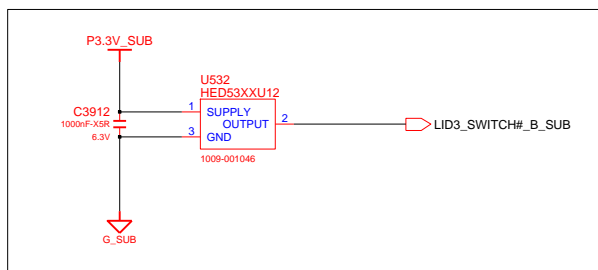 P3.3V_SUB
U532
HED53XXU12
C3912
1000nF-X5R
6.3V
1 SUPPLY
OUTPUT 2
3 GND
LID3_SWITCH#_B_SUB
1009-001046
G_SUB